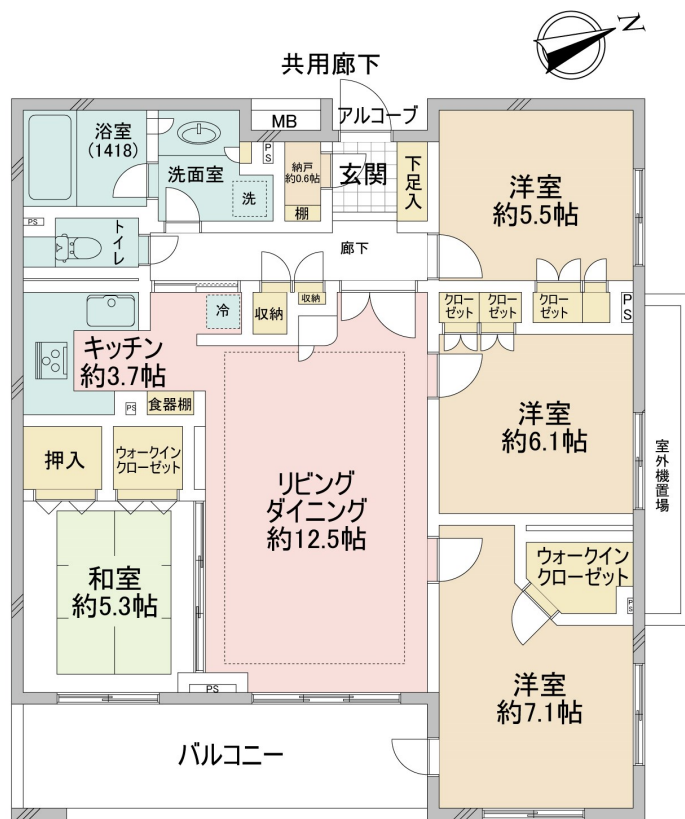 N
共用廊下
MB
アルコーブ
浴室
(1418)
洗面室
洗
PS
納戸
約0.6帖
棚
玄関
下足入
洋室
約5.5帖
PS
トイレ
廊下
冷
収納
収納
クローゼット
クローゼット
クローゼット
PS
キッチン
約3.7帖
PS
食器棚
洋室
約6.1帖
室外機置場
押入
ウォークイン
クローゼット
リビング
ダイニング
約12.5帖
和室
約5.3帖
ウォークイン
クローゼット
PS
PS
洋室
約7.1帖
バルコニー